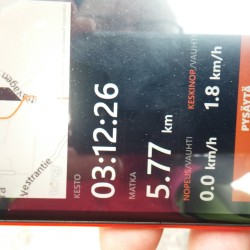 Vestrantie
KESTO
03:12:26
MATKA
5.77 km
KESKINOP./VAUHTI
1.8 km/h
NOPEUS/VAUHTI
0.0 km/h
PYSÄYTÄ